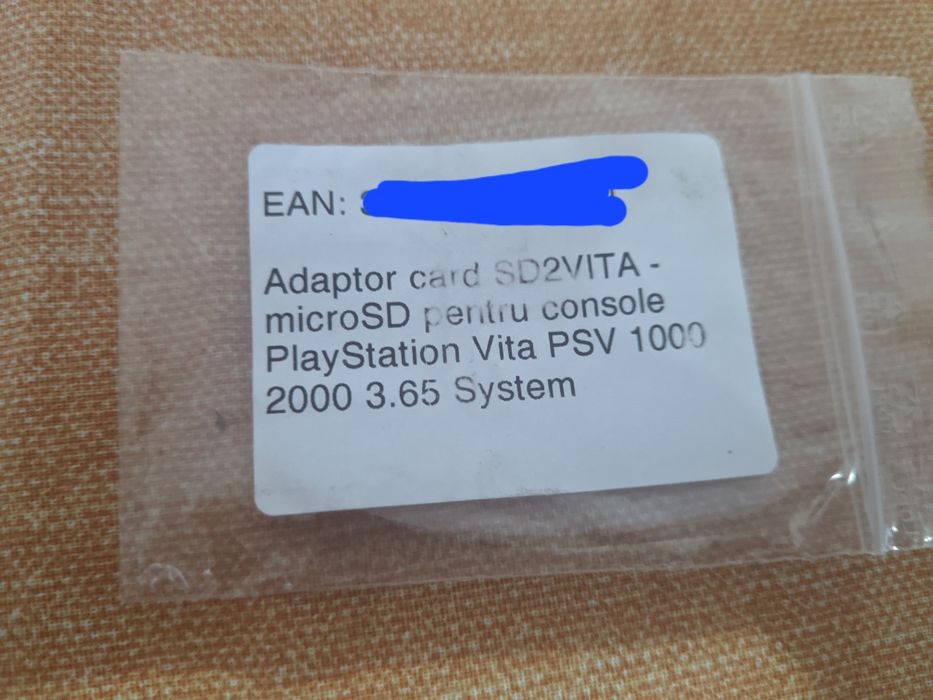 EAN:
Adaptor card SD2VITA -
microSD pentru console
PlayStation Vita PSV 1000
2000 3.65 System